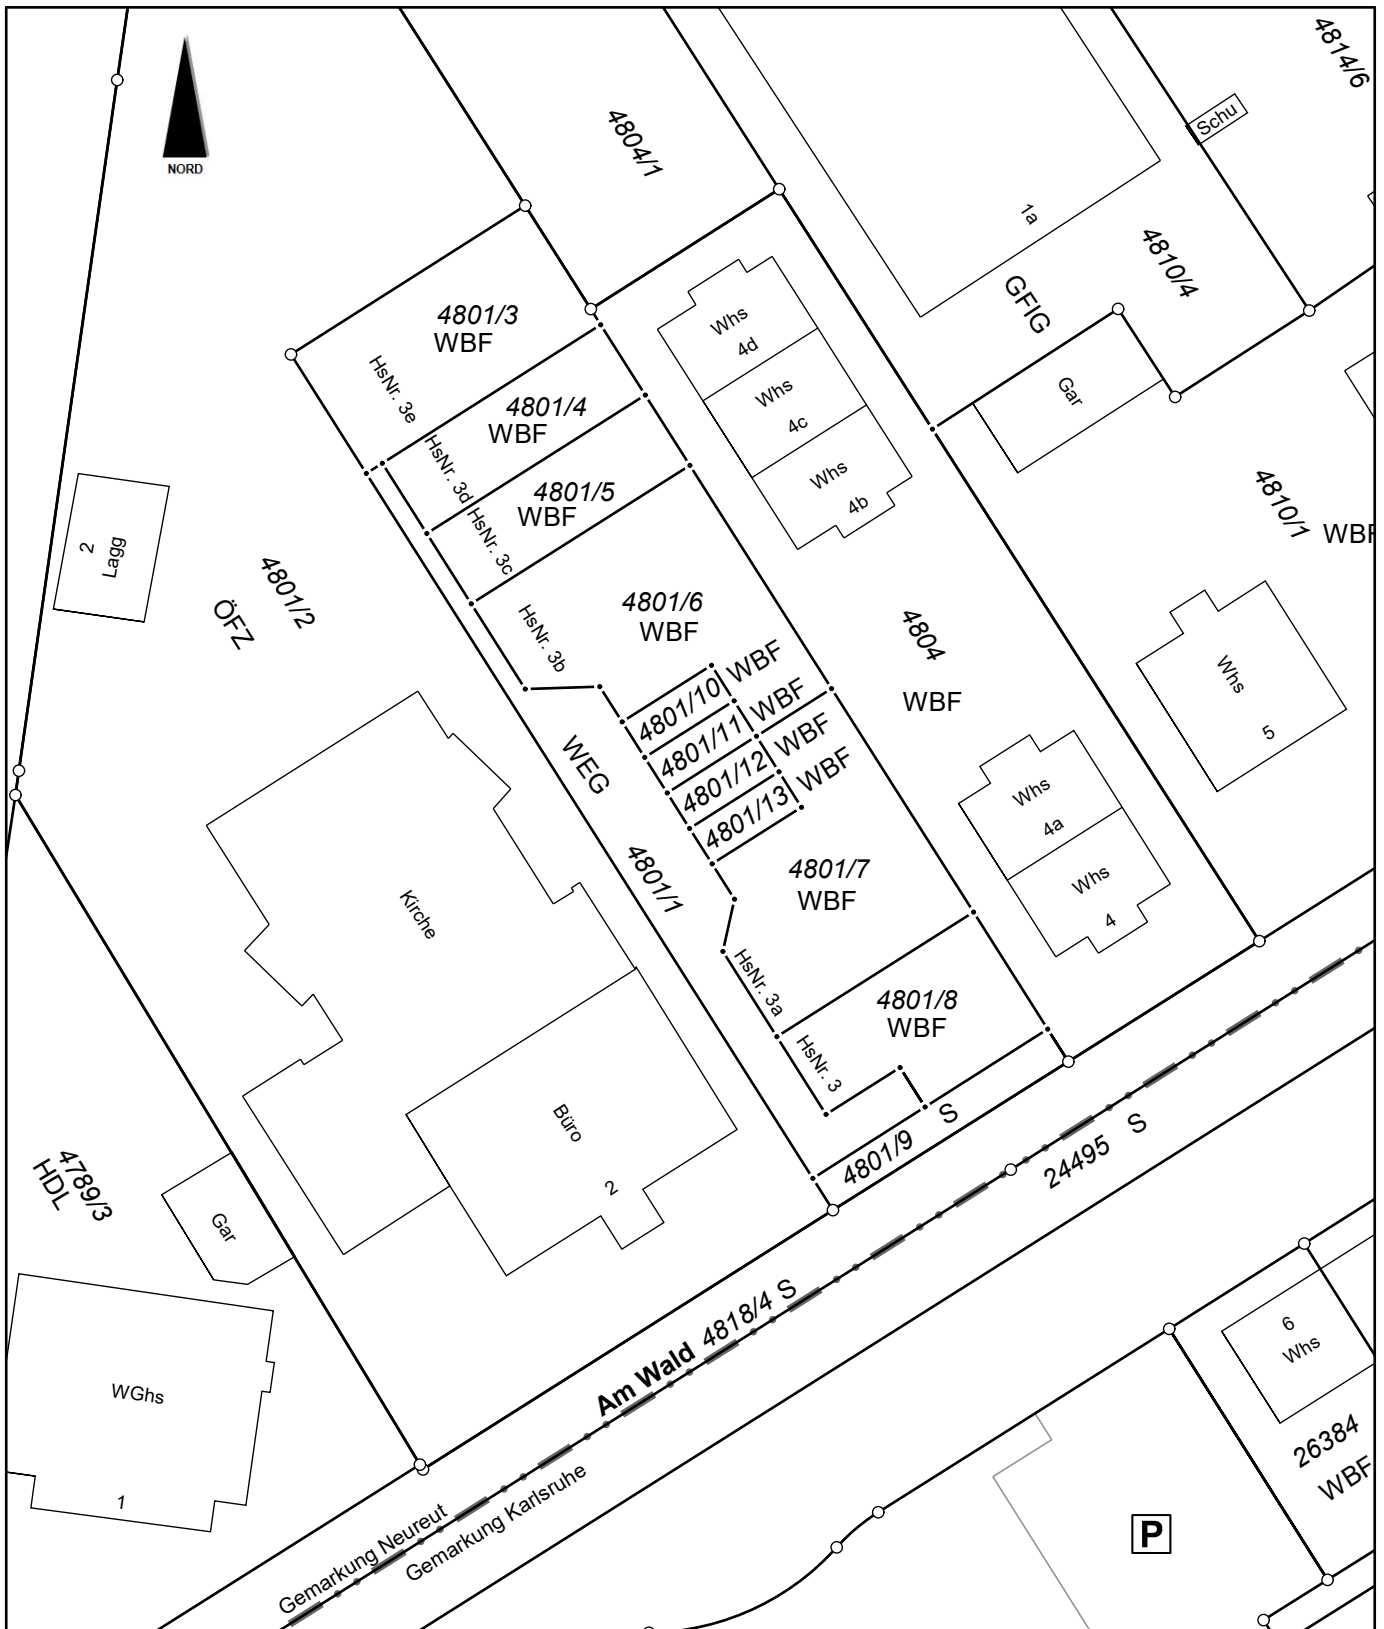 4814/6
Schu
4804/1
NORD
1a
4810/4
GFIG
4801/3
WBF
Whs
4d
HsNr. 3e
Whs
4c
Gar
4801/4
WBF
HsNr. 3d
Whs
4b
4801/5
WBF
HsNr. 3c
4810/1
WBF
2
Lagg
4801/2
ÖFZ
4801/6
WBF
HsNr. 3b
4804
WBF
4801/10 WBF
4801/11 WBF
4801/12 WBF
4801/13 WBF
Whs
5
WEG
4801/1
Whs
4a
Whs
4
4801/7
WBF
Kirche
HsNr. 3a
4801/8
WBF
HsNr. 3
Büro
2
4801/9 S
24495 S
4789/3
HDL
Gar
Am Wald 4818/4 S
6
Whs
WGhs
1
26384
WBF
Gemarkung Neureut
Gemarkung Karlsruhe
P